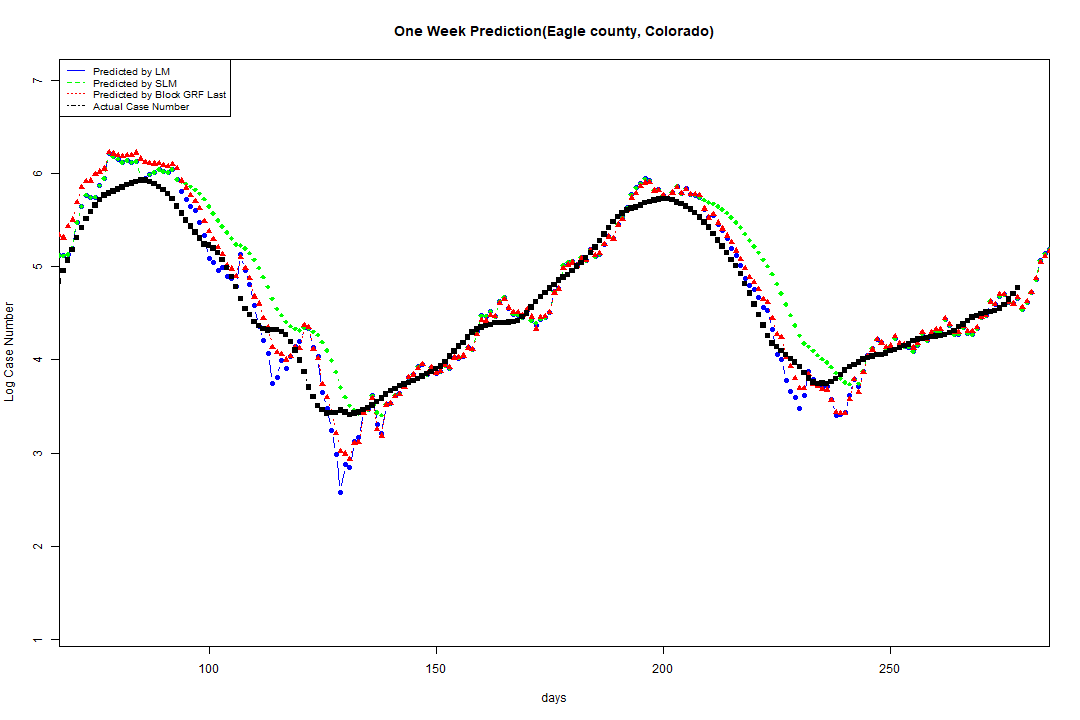 One Week Prediction(Eagle county, Colorado)
Predicted by LM
Predicted by SLM
Predicted by Block GRF Last
Actual Case Number
7
6
5
4
3
2
1
Log Case Number
100 150 200 250
days